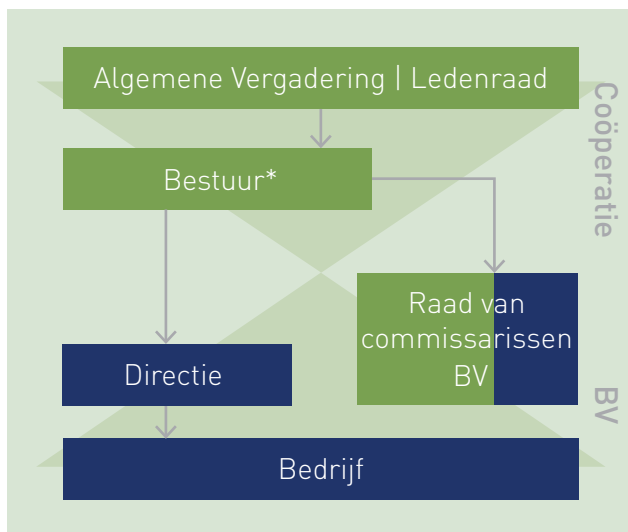 Algemene Vergadering | Ledenraad
Coöperatie
Bestuur*
Raad van
commissarissen
BV
Directie
BV
Bedrijf